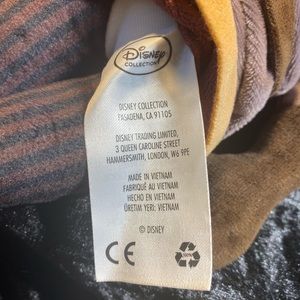 Disney
COLLECTION
DISNEY COLLECTION
PASADENA, CA 91105
DISNEY TRADING LIMITED,
3 QUEEN CAROLINE STREET
HAMMERSMITH, LONDON, W6 9PE
MADE IN VIETNAM
FABRIQUÉ AU VIETNAM
HECHO EN VIETNAM
ÜRETIM YERI: VIETNAM
© DISNEY
CE
100%